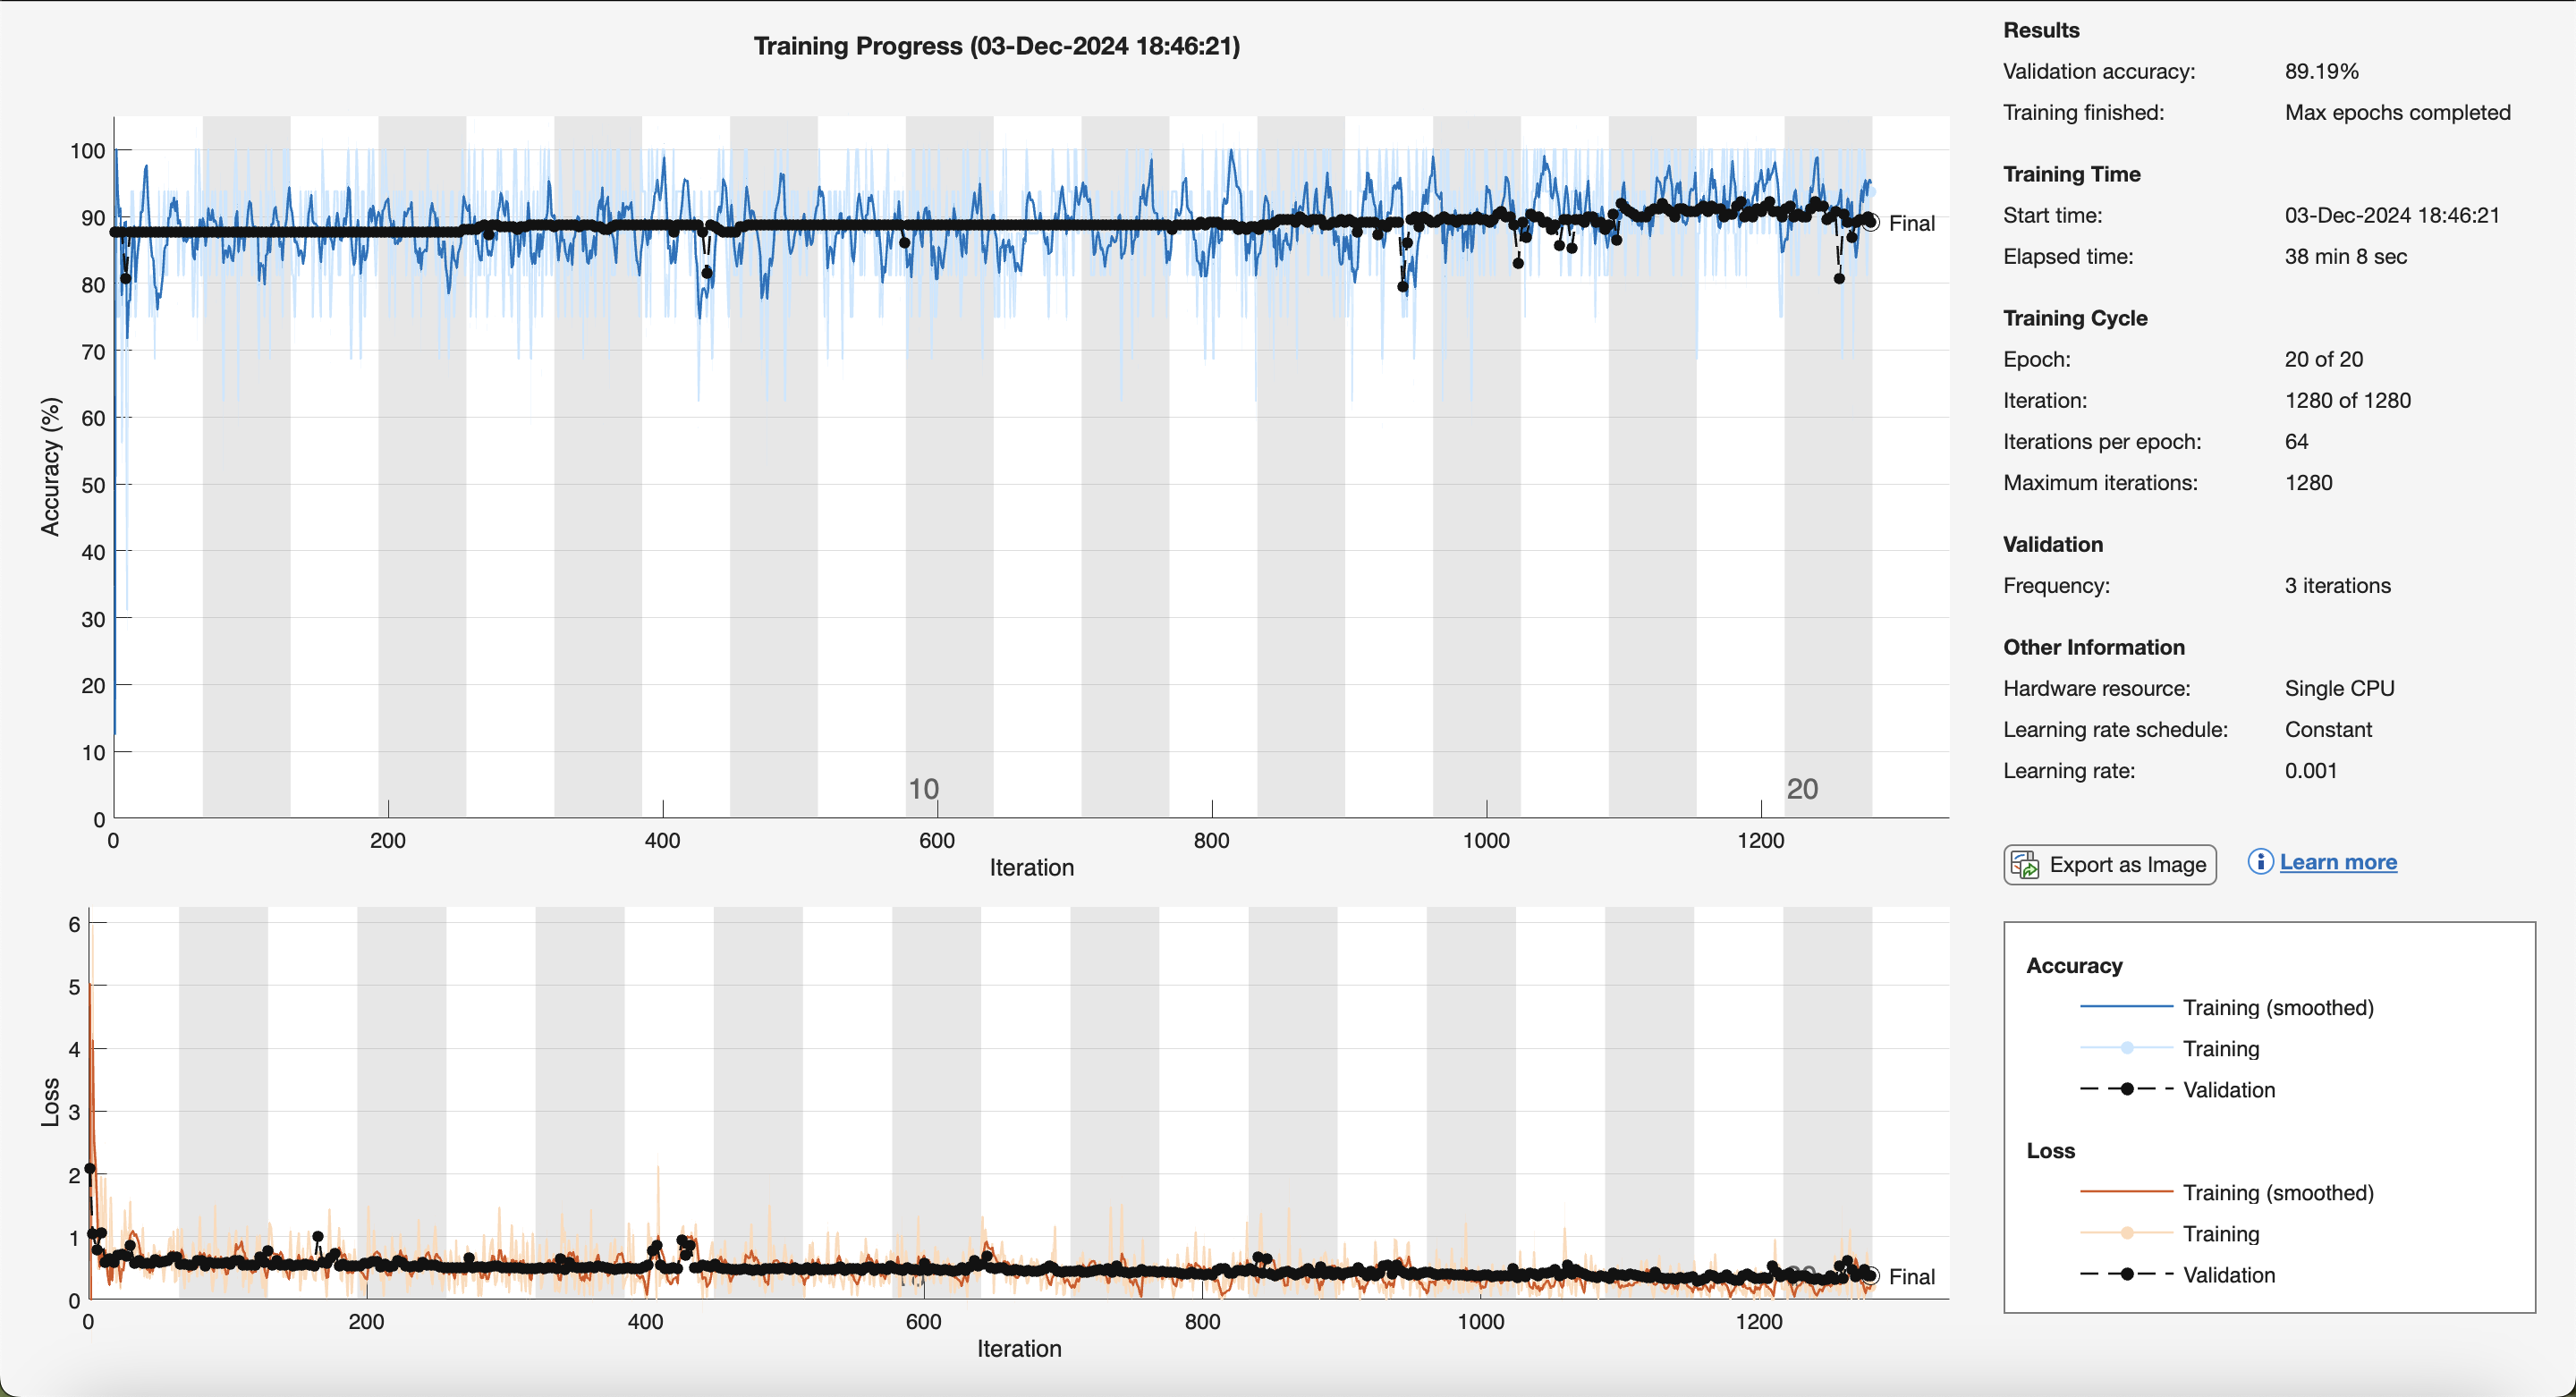 Training Progress (03-Dec-2024 18:46:21)
100
90
80
70
60
50
40
30
20
10
0
Accuracy (%)
Final
10
20
0
200
400
600
800
1000
1200
Iteration
6
5
4
3
2
1
0
Loss
Final
0
200
400
600
800
1000
1200
Iteration
Results
Validation accuracy: 89.19%
Training finished: Max epochs completed
Training Time
Start time: 03-Dec-2024 18:46:21
Elapsed time: 38 min 8 sec
Training Cycle
Epoch: 20 of 20
Iteration: 1280 of 1280
Iterations per epoch: 64
Maximum iterations: 1280
Validation
Frequency: 3 iterations
Other Information
Hardware resource: Single CPU
Learning rate schedule: Constant
Learning rate: 0.001
Export as Image
Learn more
Accuracy
Training (smoothed)
Training
Validation
Loss
Training (smoothed)
Training
Validation